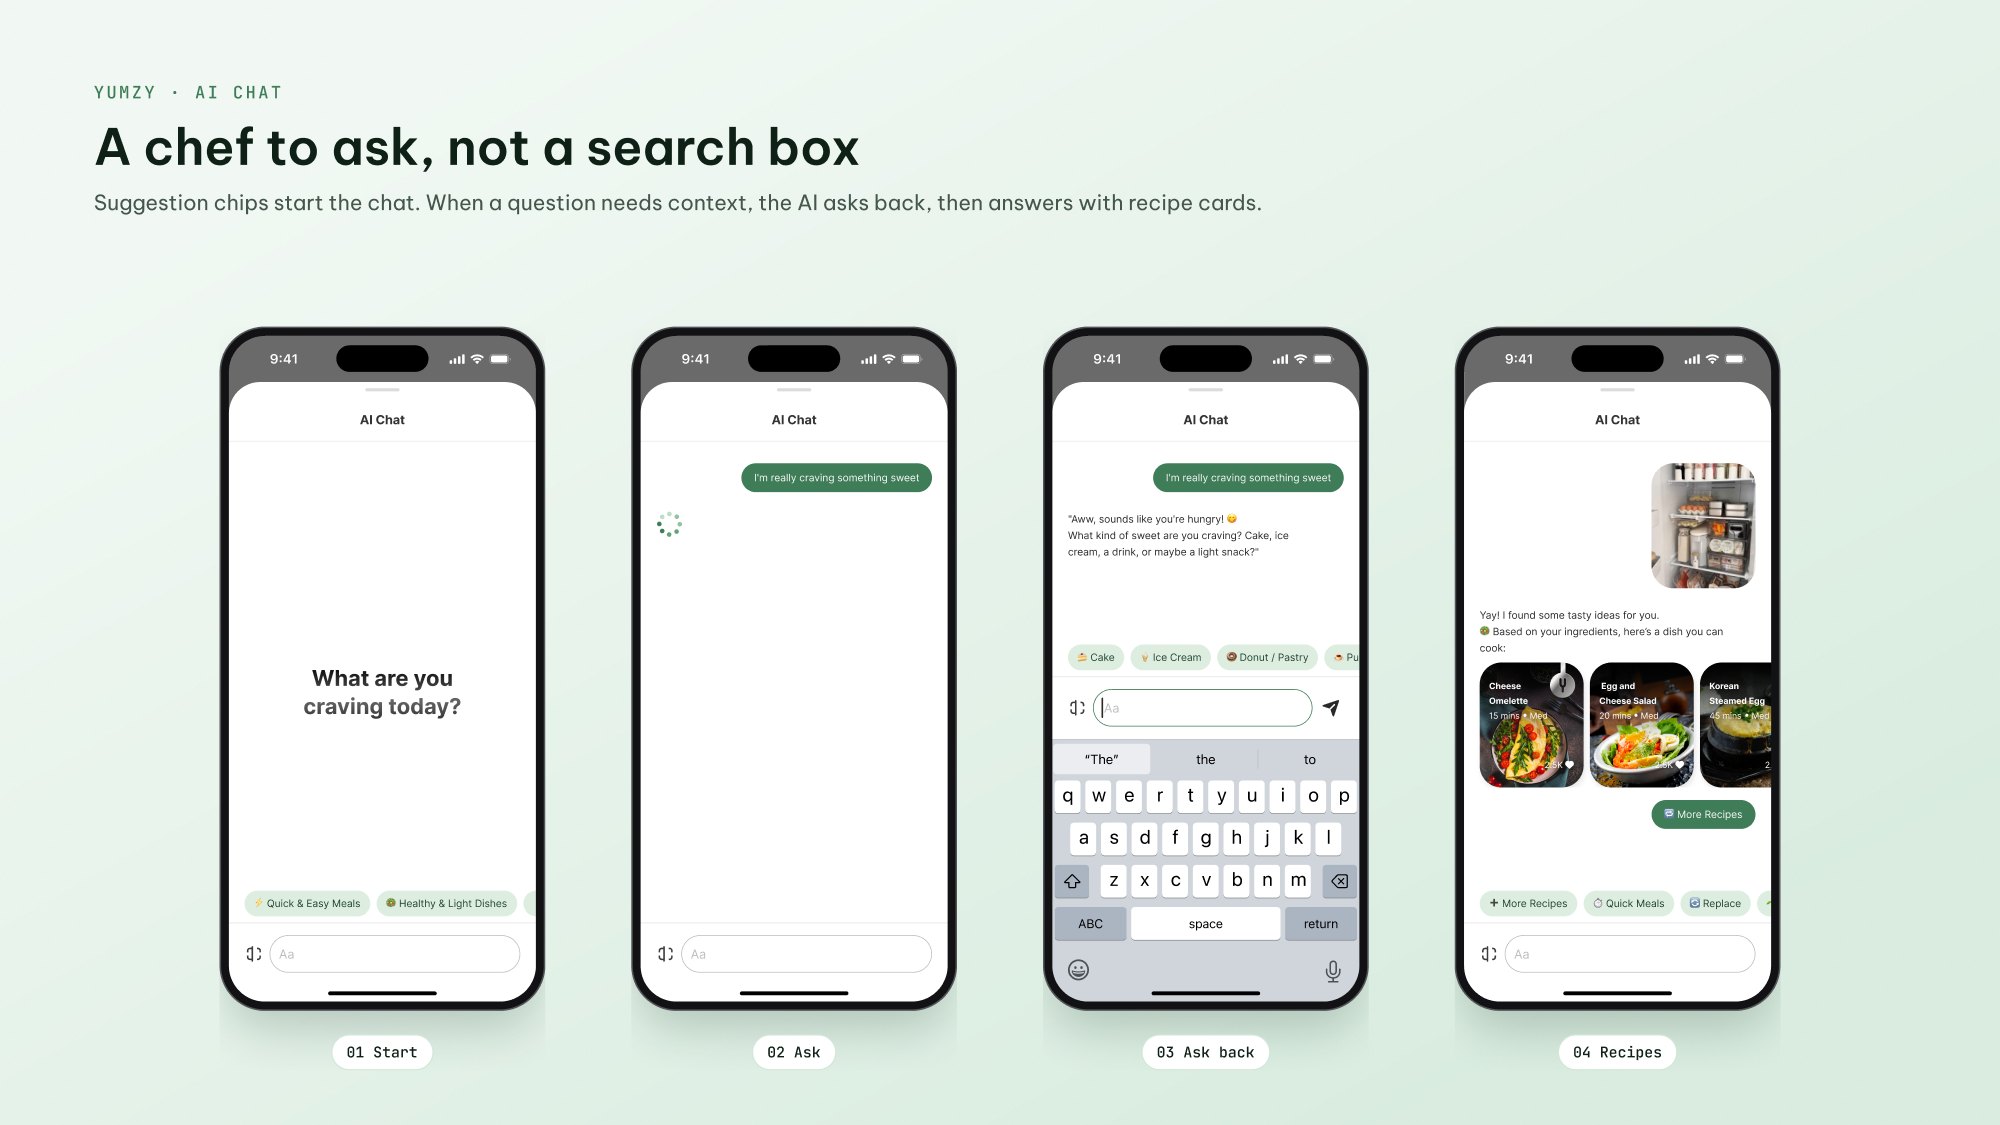 YUMZY · AI CHAT
A chef to ask, not a search box
Suggestion chips start the chat. When a question needs context, the AI asks back, then answers with recipe cards.
9:41
AI Chat
What are you
craving today?
⚡ Quick & Easy Meals
🥗 Healthy & Light Dishes
Aa
01 Start
9:41
AI Chat
I'm really craving something sweet
Aa
02 Ask
9:41
AI Chat
I'm really craving something sweet
"Aww, sounds like you're hungry! 😋
What kind of sweet are you craving? Cake, ice
cream, a drink, or maybe a light snack?"
🍰 Cake
🍦 Ice Cream
🍩 Donut / Pastry
🍮 Pu
Aa
“The”
the
to
q w e r t y u i o p
a s d f g h j k l
z x c v b n m
ABC
space
return
03 Ask back
9:41
AI Chat
Yay! I found some tasty ideas for you.
🥗 Based on your ingredients, here's a dish you can
cook:
Cheese
Omelette
15 mins • Med
2.5K
Egg and
Cheese Salad
20 mins • Med
Korean
Steamed Egg
45 mins • Med
2.
More Recipes
+ More Recipes
⏱ Quick Meals
Replace
Aa
04 Recipes